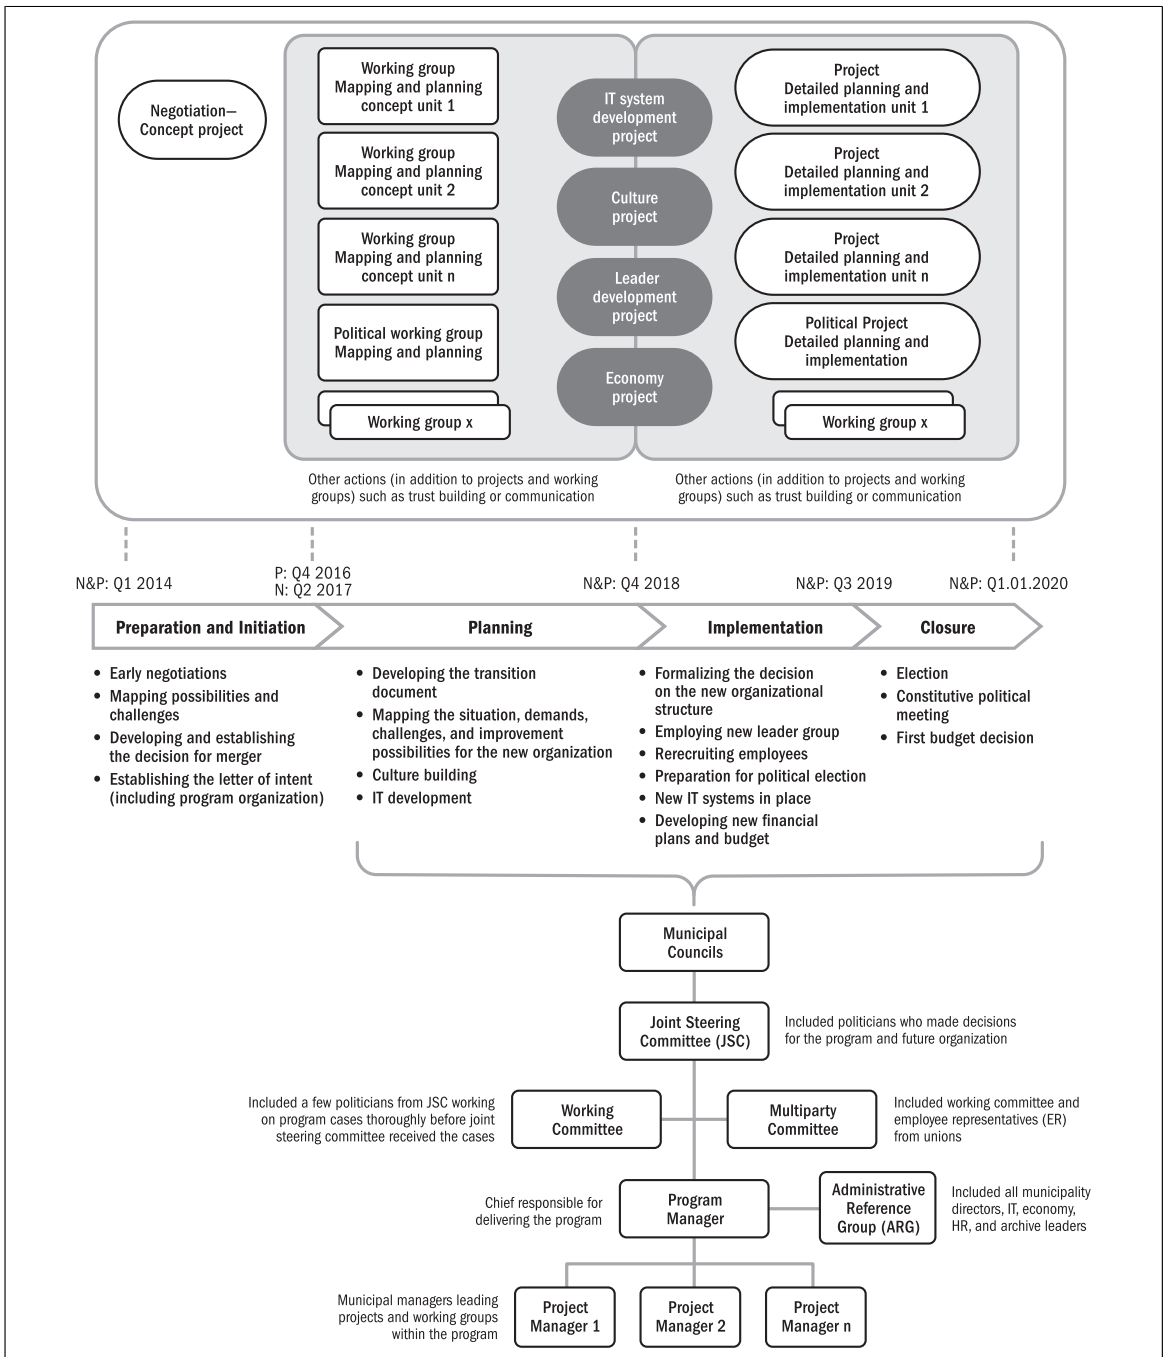 Negotiation—
Concept project
Working group
Mapping and planning
concept unit 1
Working group
Mapping and planning
concept unit 2
Working group
Mapping and planning
concept unit n
Political working group
Mapping and planning
Working group x
IT system
development
project
Culture
project
Leader
development
project
Economy
project
Project
Detailed planning and
implementation unit 1
Project
Detailed planning and
implementation unit 2
Project
Detailed planning and
implementation unit n
Political Project
Detailed planning and
implementation
Working group x
Other actions (in addition to projects and working
groups) such as trust building or communication
Other actions (in addition to projects and working
groups) such as trust building or communication
N&P: Q1 2014
P: Q4 2016
N: Q2 2017
N&P: Q4 2018
N&P: Q3 2019
N&P: Q1.01.2020
Preparation and Initiation
Planning
Implementation
Closure
• Early negotiations
• Mapping possibilities and
challenges
• Developing and establishing
the decision for merger
• Establishing the letter of intent
(including program organization)
• Developing the transition
document
• Mapping the situation, demands,
challenges, and improvement
possibilities for the new organization
• Culture building
• IT development
• Formalizing the decision
on the new organizational
structure
• Employing new leader group
• Rerecruiting employees
• Preparation for political election
• New IT systems in place
• Developing new financial
plans and budget
• Election
• Constitutive political
meeting
• First budget decision
Municipal
Councils
Joint Steering
Committee (JSC)
Included politicians who made decisions
for the program and future organization
Included a few politicians from JSC working
on program cases thoroughly before joint
steering committee received the cases
Working
Committee
Multiparty
Committee
Included working committee and
employee representatives (ER)
from unions
Chief responsible for
delivering the program
Program
Manager
Administrative
Reference
Group (ARG)
Included all municipality
directors, IT, economy,
HR, and archive leaders
Municipal managers leading
projects and working groups
within the program
Project
Manager 1
Project
Manager 2
Project
Manager n